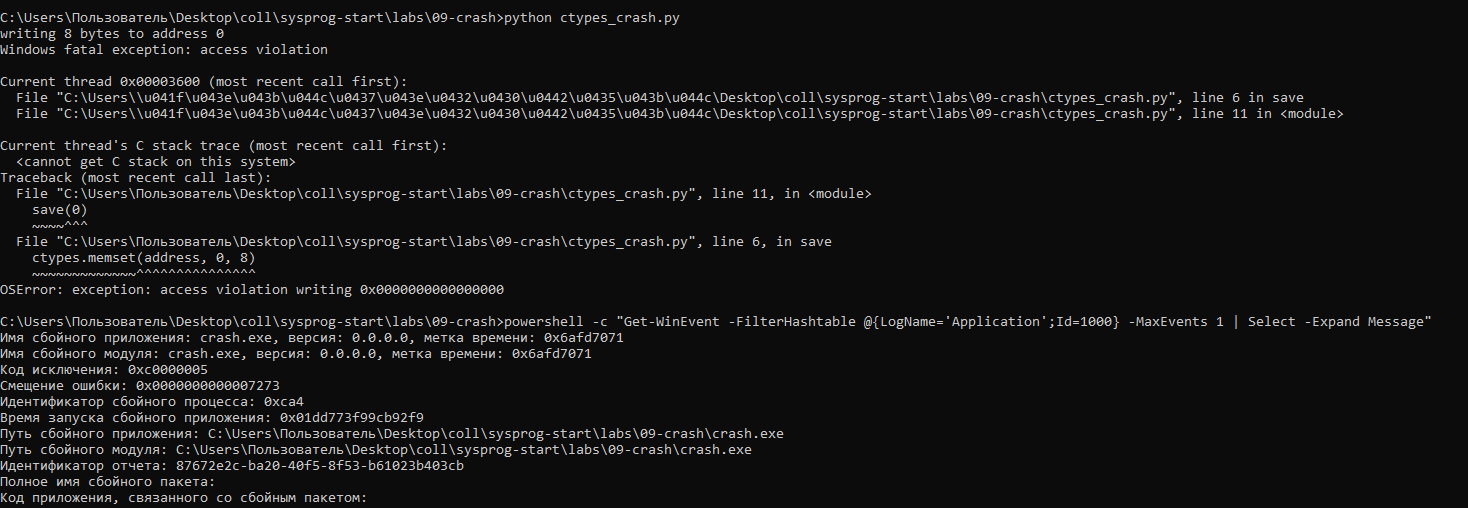 C:\Users\Пользователь\Desktop\coll\sysprog-start\labs\09-crash>python ctypes_crash.py
writing 8 bytes to address 0
Windows fatal exception: access violation

Current thread 0x00003600 (most recent call first):
  File "C:\Users\\u041f\u043e\u043b\u044c\u0437\u043e\u0432\u0430\u0442\u0435\u043b\u044c\Desktop\coll\sysprog-start\labs\09-crash\ctypes_crash.py", line 6 in save
  File "C:\Users\\u041f\u043e\u043b\u044c\u0437\u043e\u0432\u0430\u0442\u0435\u043b\u044c\Desktop\coll\sysprog-start\labs\09-crash\ctypes_crash.py", line 11 in <module>

Current thread's C stack trace (most recent call first):
  <cannot get C stack on this system>
Traceback (most recent call last):
  File "C:\Users\Пользователь\Desktop\coll\sysprog-start\labs\09-crash\ctypes_crash.py", line 11, in <module>
    save(0)
    ~~~~^^^
  File "C:\Users\Пользователь\Desktop\coll\sysprog-start\labs\09-crash\ctypes_crash.py", line 6, in save
    ctypes.memset(address, 0, 8)
    ~~~~~~~~~~~~~^^^^^^^^^^^^^^^
OSError: exception: access violation writing 0x0000000000000000

C:\Users\Пользователь\Desktop\coll\sysprog-start\labs\09-crash>powershell -c "Get-WinEvent -FilterHashtable @{LogName='Application';Id=1000} -MaxEvents 1 | Select -Expand Message"
Имя сбойного приложения: crash.exe, версия: 0.0.0.0, метка времени: 0x6afd7071
Имя сбойного модуля: crash.exe, версия: 0.0.0.0, метка времени: 0x6afd7071
Код исключения: 0xc0000005
Смещение ошибки: 0x0000000000007273
Идентификатор сбойного процесса: 0xca4
Время запуска сбойного приложения: 0x01dd773f99cb92f9
Путь сбойного приложения: C:\Users\Пользователь\Desktop\coll\sysprog-start\labs\09-crash\crash.exe
Путь сбойного модуля: C:\Users\Пользователь\Desktop\coll\sysprog-start\labs\09-crash\crash.exe
Идентификатор отчета: 87672e2c-ba20-40f5-8f53-b61023b403cb
Полное имя сбойного пакета:
Код приложения, связанного со сбойным пакетом: